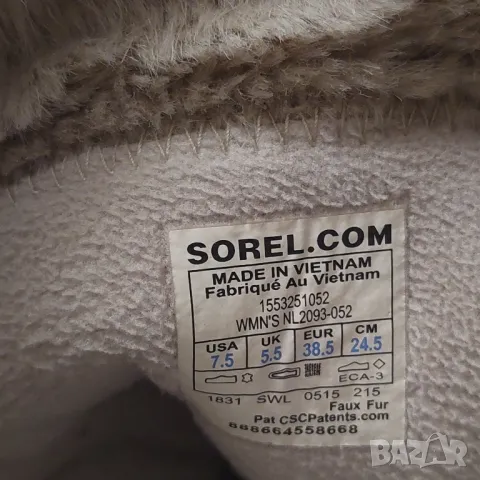 SOREL.COM
MADE IN VIETNAM
Fabriqué Au Vietnam
1553251052
WMN'S NL2093-052
USA UK EUR CM
7.5 5.5 38.5 24.5
ECA-3
1831 SWL 0515 215
Faux Fur
Pat CSCPatents.com
888664558668
BAZAR